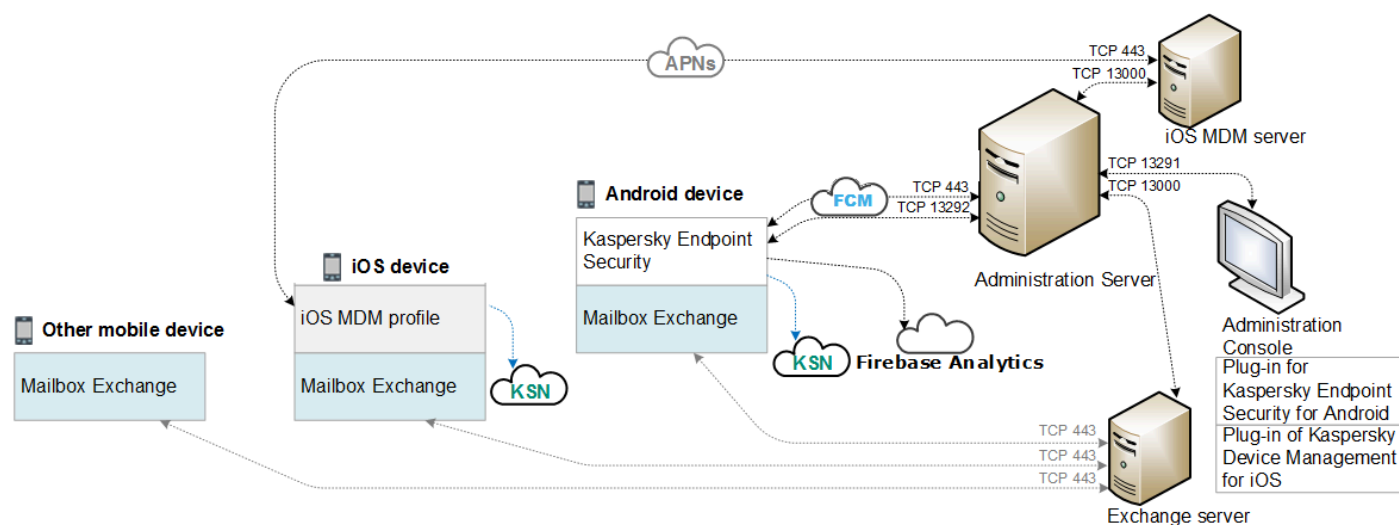 APNs
TCP 443
TCP 13000
iOS MDM server
TCP 13291
TCP 13000
Administration Server
Android device
FCM
TCP 443
TCP 13292
Kaspersky Endpoint
Security
Mailbox Exchange
KSN
Firebase Analytics
iOS device
iOS MDM profile
Mailbox Exchange
KSN
Other mobile device
Mailbox Exchange
Administration
Console
Plug-in for
Kaspersky Endpoint
Security for Android
Plug-in of Kaspersky
Device Management
for iOS
TCP 443
TCP 443
TCP 443
Exchange server